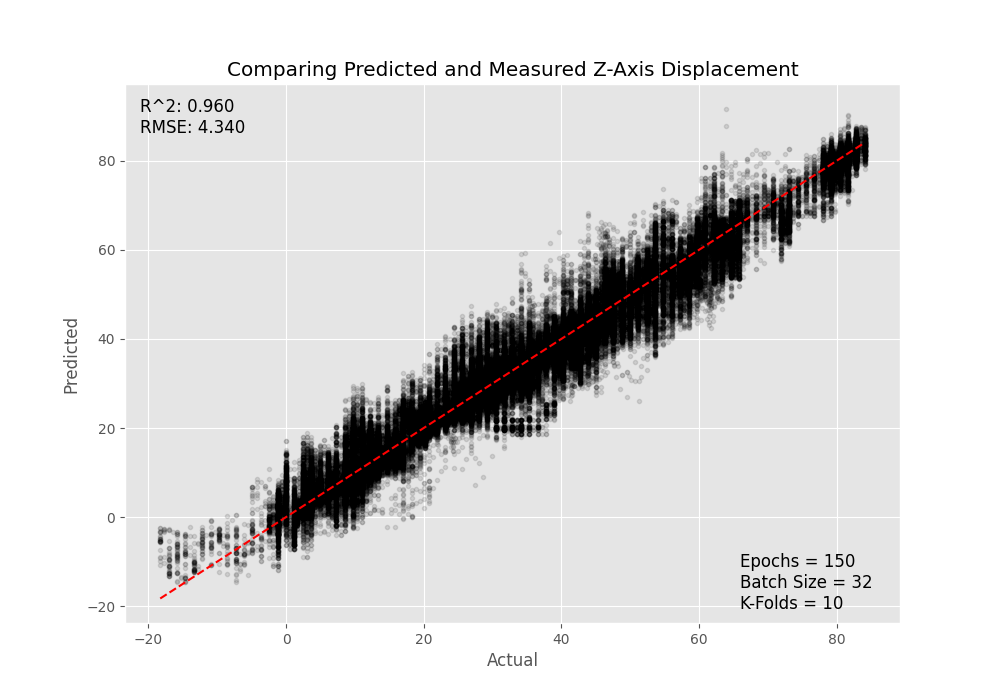 Comparing Predicted and Measured Z-Axis Displacement
R^2: 0.960
RMSE: 4.340
80
60
40
20
0
−20
Predicted
Epochs = 150
Batch Size = 32
K-Folds = 10
−20 0 20 40 60 80
Actual